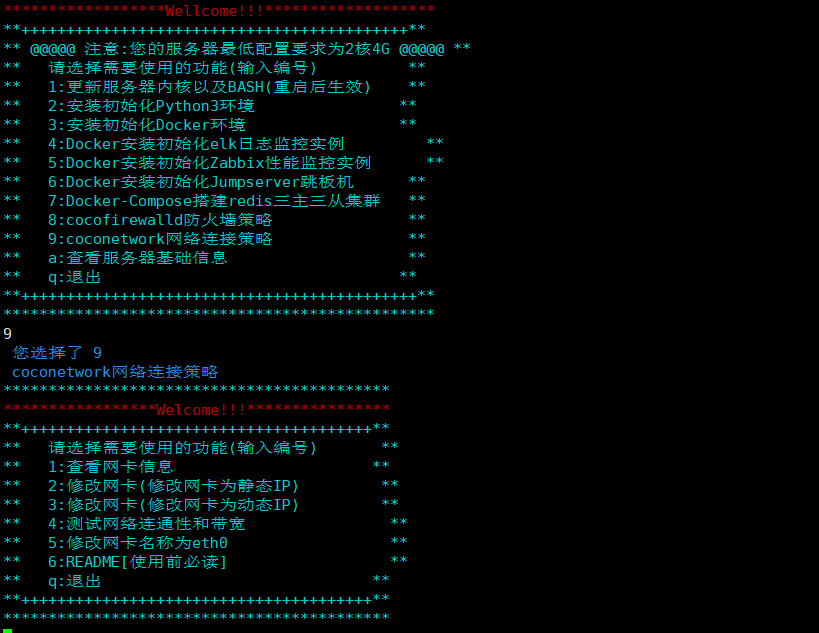 ******************Wellcome!!!*******************
**+++++++++++++++++++++++++++++++++++++++++++**
** @@@@@ 注意:您的服务器最低配置要求为2核4G @@@@@ **
**   请选择需要使用的功能(输入编号)          **
**   1:更新服务器内核以及BASH(重启后生效)    **
**   2:安装初始化Python3环境                **
**   3:安装初始化Docker环境                 **
**   4:Docker安装初始化elk日志监控实例         **
**   5:Docker安装初始化Zabbix性能监控实例      **
**   6:Docker安装初始化Jumpserver跳板机      **
**   7:Docker-Compose搭建redis三主三从集群   **
**   8:cocofirewalld防火墙策略               **
**   9:coconetwork网络连接策略               **
**   a:查看服务器基础信息                    **
**   q:退出                                 **
**++++++++++++++++++++++++++++++++++++++++++++**
************************************************
9
 您选择了 9
 coconetwork网络连接策略
*******************************************
*****************Welcome!!!****************
**+++++++++++++++++++++++++++++++++++++++**
**   请选择需要使用的功能(输入编号)       **
**   1:查看网卡信息                      **
**   2:修改网卡(修改网卡为静态IP)         **
**   3:修改网卡(修改网卡为动态IP)         **
**   4:测试网络连通性和带宽                **
**   5:修改网卡名称为eth0                  **
**   6:README[使用前必读]                  **
**   q:退出                              **
**+++++++++++++++++++++++++++++++++++++++**
*******************************************